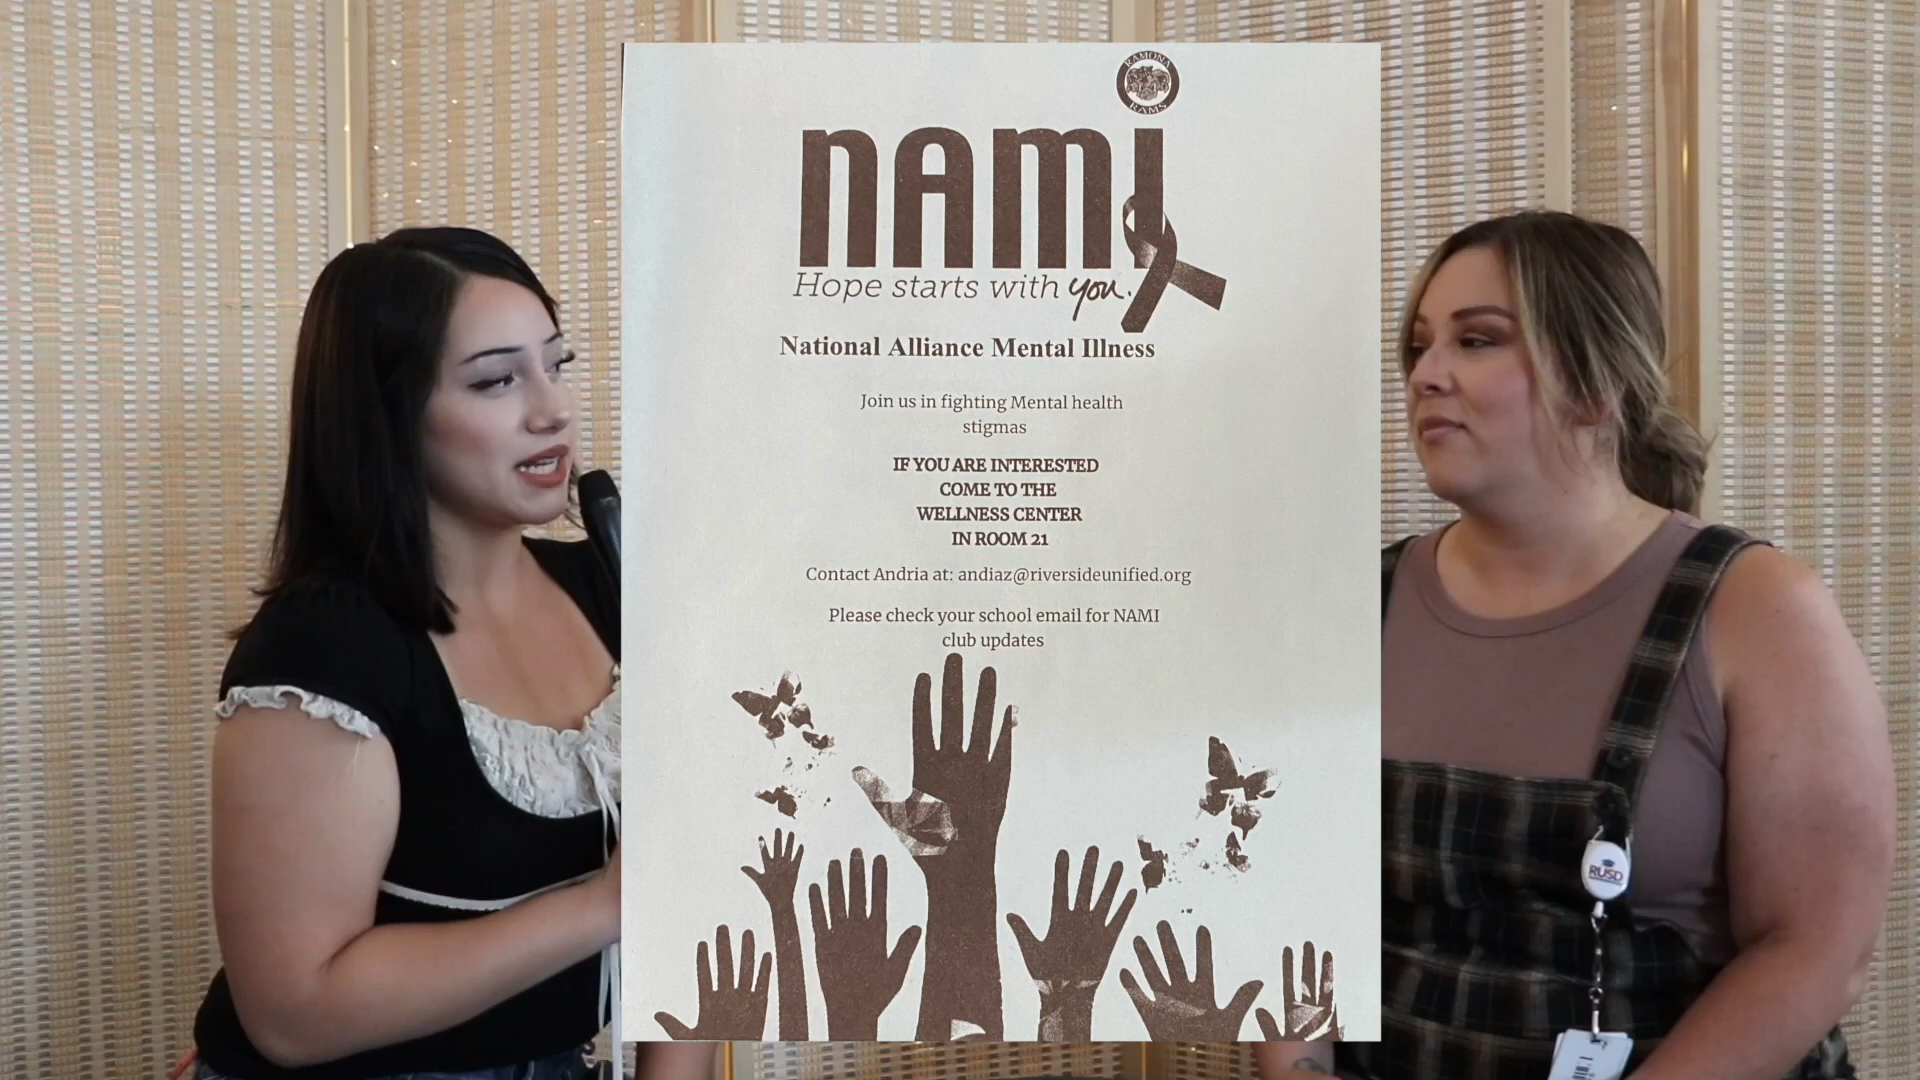 RAMONA
RAMS
NAMI
Hope starts with you.
National Alliance Mental Illness
Join us in fighting Mental health
stigmas
IF YOU ARE INTERESTED
COME TO THE
WELLNESS CENTER
IN ROOM 21
Contact Andria at: andiaz@riversideunified.org
Please check your school email for NAMI
club updates
RUSD